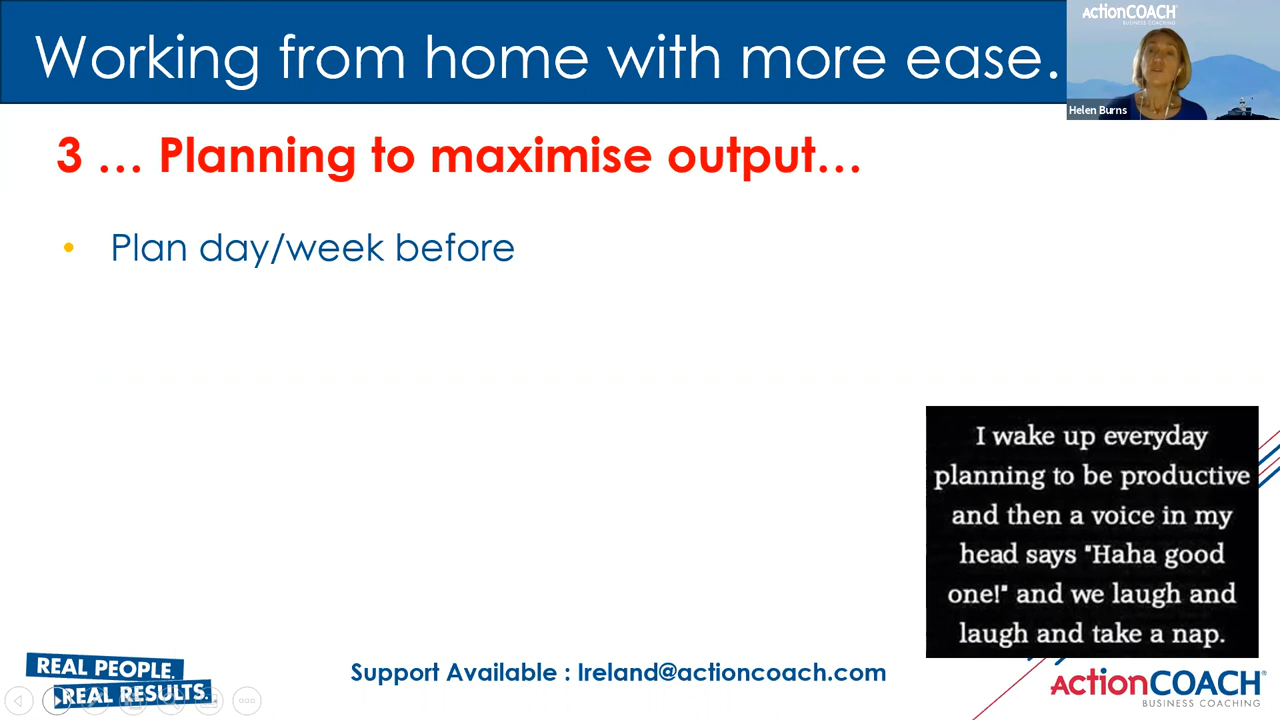 Working from home with more ease.
ActionCOACH
BUSINESS COACHING
Helen Burns
3 … Planning to maximise output…
• Plan day/week before
I wake up everyday
planning to be productive
and then a voice in my
head says "Haha good
one!" and we laugh and
laugh and take a nap.
REAL PEOPLE.
REAL RESULTS.
Support Available : Ireland@actioncoach.com
ActionCOACH®
BUSINESS COACHING